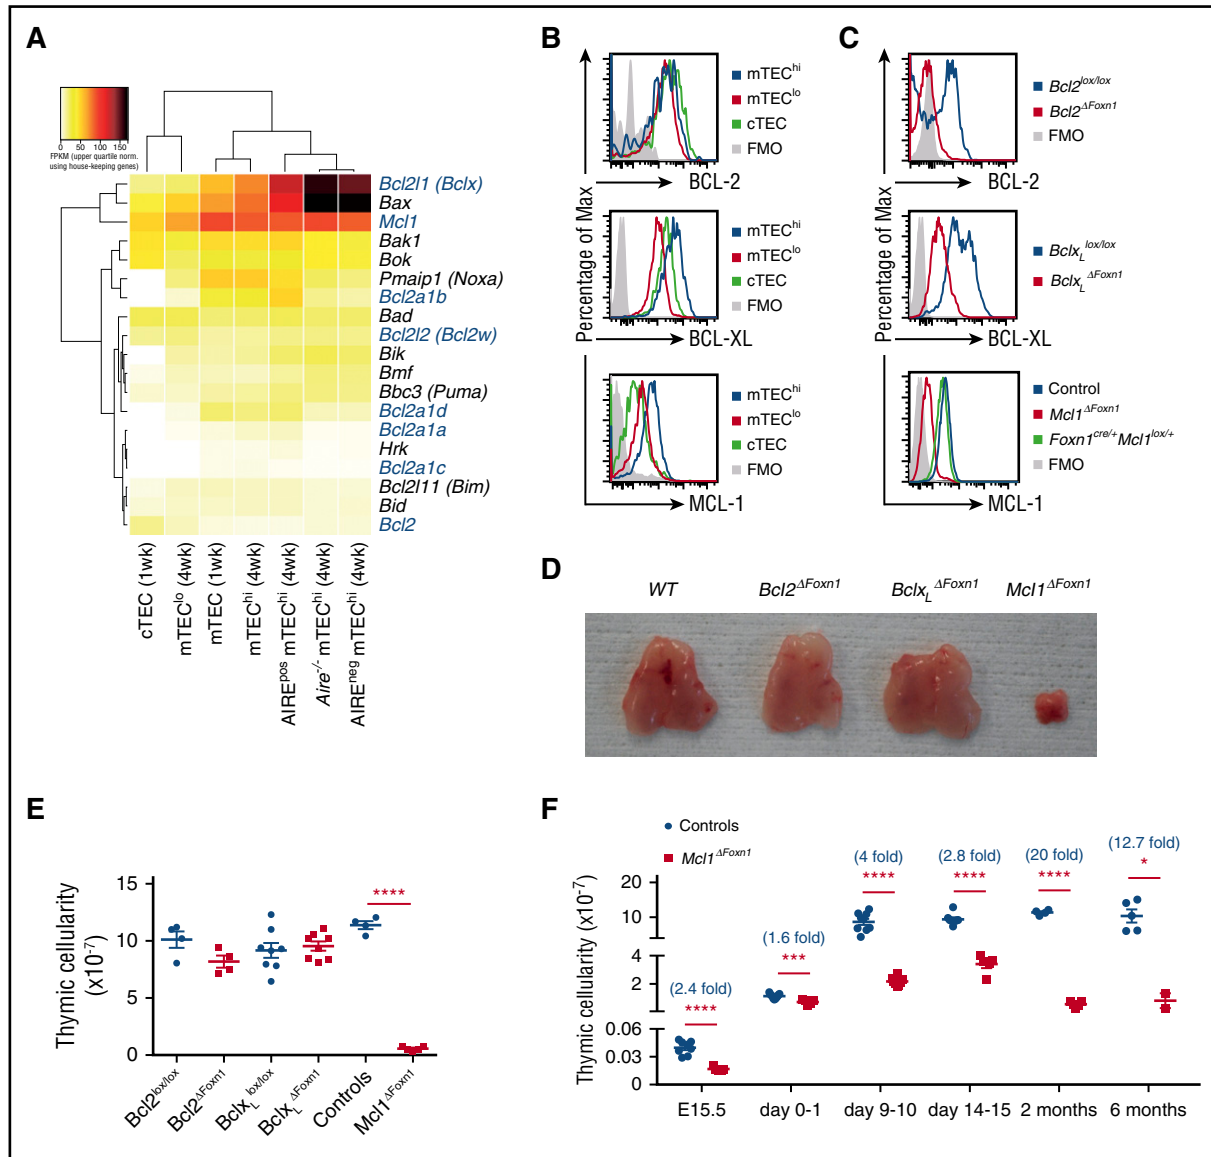 A
0 50 100 150
FPKM (upper quartile norm.
using house-keeping genes)
Bcl2l1 (Bclx)
Bax
Mcl1
Bak1
Bok
Pmaip1 (Noxa)
Bcl2a1b
Bad
Bcl2l2 (Bcl2w)
Bik
Bmf
Bbc3 (Puma)
Bcl2a1d
Bcl2a1a
Hrk
Bcl2a1c
Bcl2l11 (Bim)
Bid
Bcl2
cTEC (1wk)
mTEClo (4wk)
mTEC (1wk)
mTEChi (4wk)
AIREpos mTEChi (4wk)
Aire-/- mTEChi (4wk)
AIREneg mTEChi (4wk)
B
Percentage of Max
mTEChi
mTEClo
cTEC
FMO
BCL-2
mTEChi
mTEClo
cTEC
FMO
BCL-XL
mTEChi
mTEClo
cTEC
FMO
MCL-1
C
Percentage of Max
Bcl2lox/lox
Bcl2ΔFoxn1
FMO
BCL-2
BclxLlox/lox
BclxLΔFoxn1
BCL-XL
Control
Mcl1ΔFoxn1
Foxn1cre/+Mcl1lox/+
FMO
MCL-1
D
WT Bcl2ΔFoxn1 BclxLΔFoxn1 Mcl1ΔFoxn1
E
Thymic cellularity
(x10-7)
15
10
5
0
****
Bcl2lox/lox
Bcl2ΔFoxn1
BclxLlox/lox
BclxLΔFoxn1
Controls
Mcl1ΔFoxn1
F
Controls
Mcl1ΔFoxn1
Thymic cellularity (x10-7)
20
10
4
2
0.06
0.03
0
(2.4 fold)
****
(1.6 fold)
***
(4 fold)
****
(2.8 fold)
****
(20 fold)
****
(12.7 fold)
*
E15.5 day 0-1 day 9-10 day 14-15 2 months 6 months